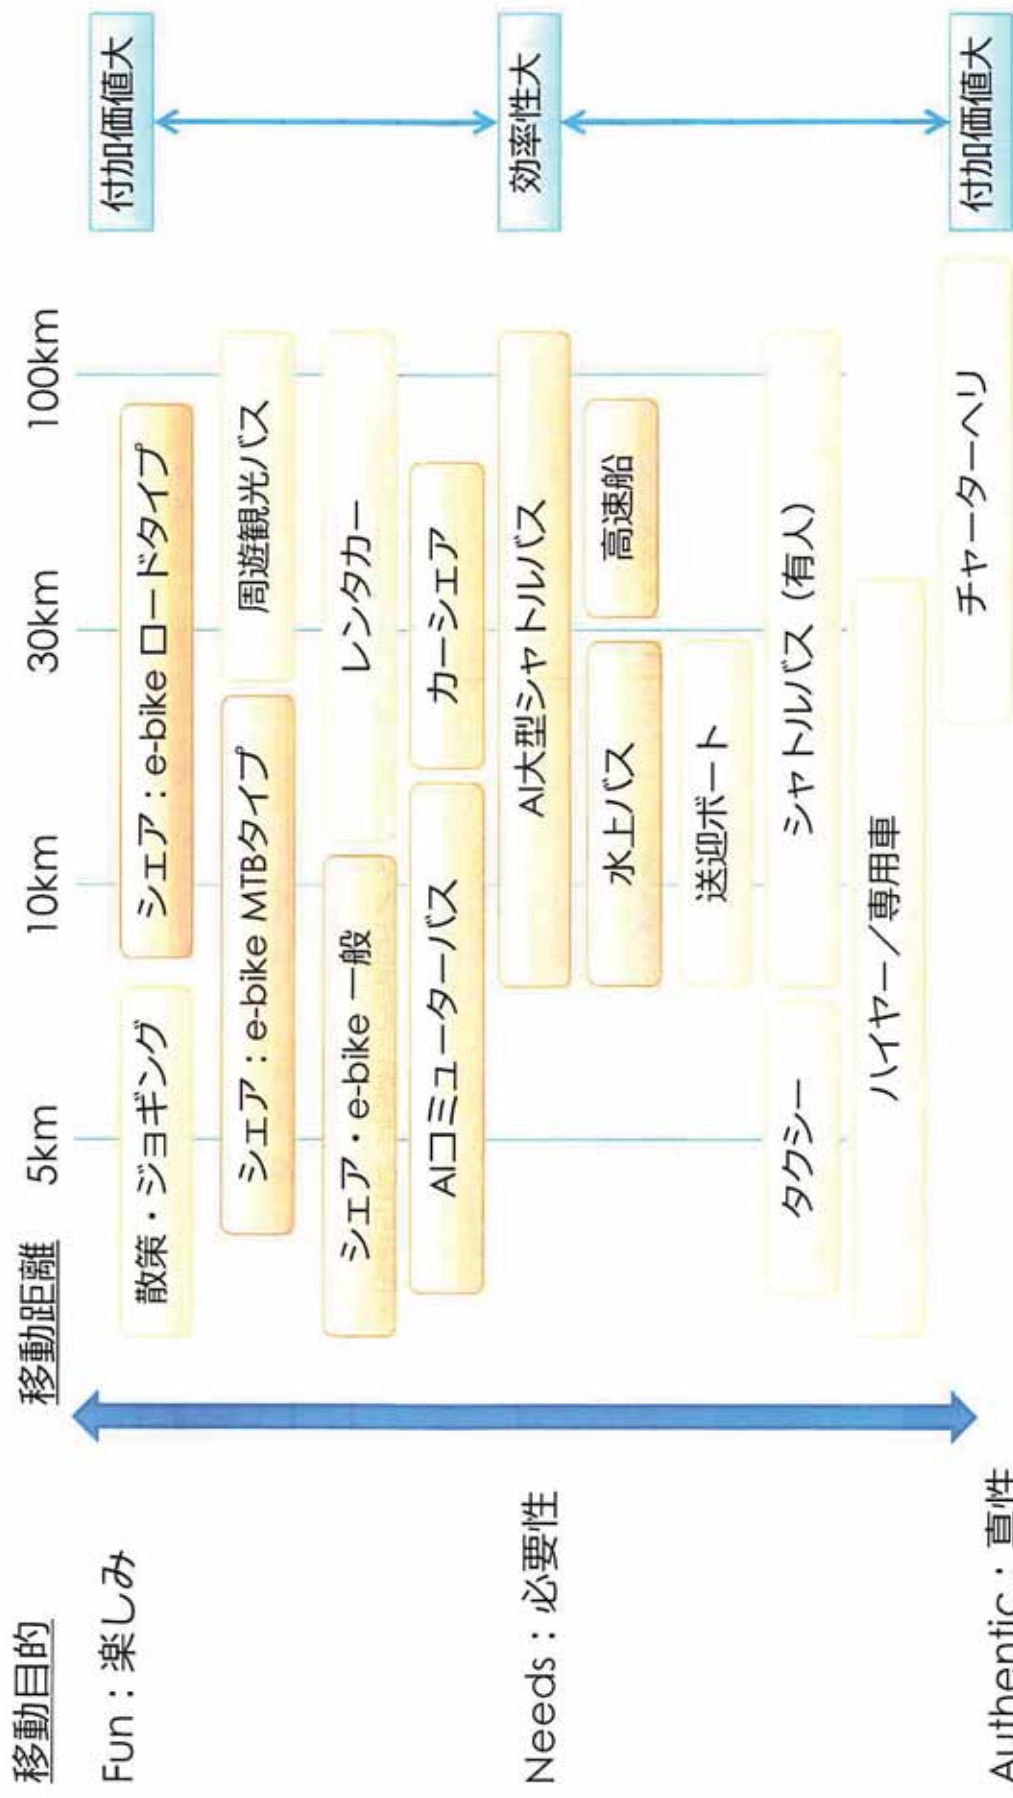 移動目的
移動距離
5km
10km
30km
100km
Fun：楽しみ
散策・ジョギング
シェア：e-bike ロードタイプ
付加価値大
シェア：e-bike MTBタイプ
周遊観光バス
シェア・e-bike 一般
レンタカー
AIコミューターバス
カーシェア
Needs：必要性
AI大型シャトルバス
効率性大
水上バス
高速船
送迎ボート
タクシー
シャトルバス（有人）
ハイヤー／専用車
チャーターヘリ
付加価値大
Authentic：真性